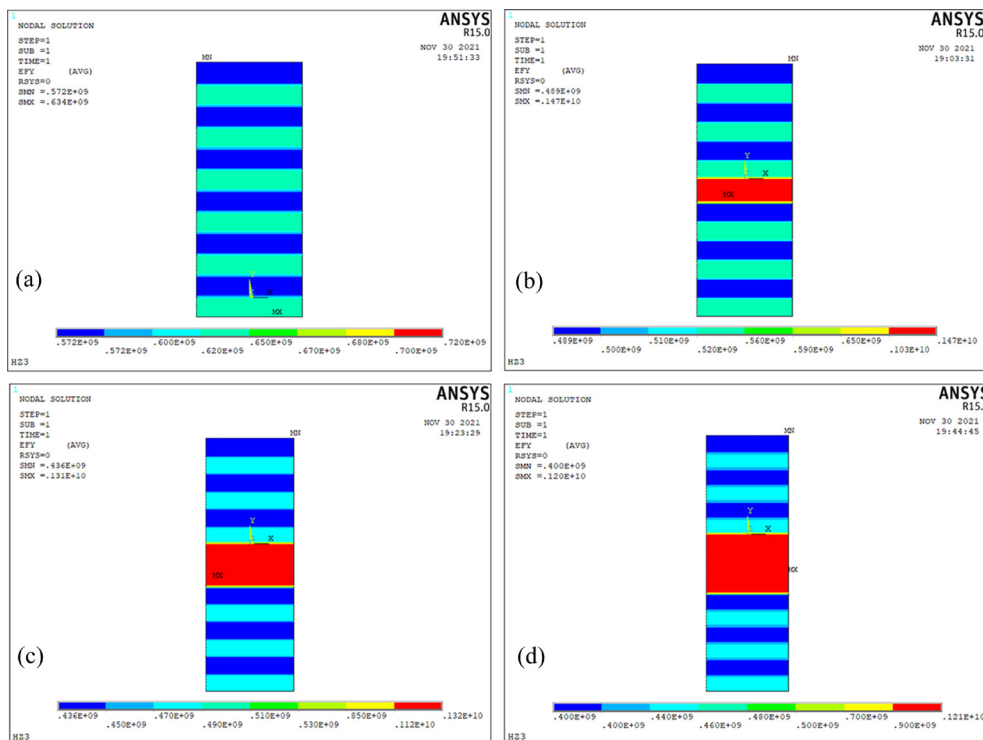 1
NODAL SOLUTION
STEP=1
SUB =1
TIME=1
EFY (AVG)
RSYS=0
SMN =.572E+09
SMX =.634E+09
ANSYS
R15.0
NOV 30 2021
19:51:33
MN
Y
X
MX
(a)
.572E+09 .600E+09 .650E+09 .680E+09 .720E+09
.572E+09 .620E+09 .670E+09 .700E+09
HZ3
1
NODAL SOLUTION
STEP=1
SUB =1
TIME=1
EFY (AVG)
RSYS=0
SMN =.489E+09
SMX =.147E+10
ANSYS
R15.0
NOV 30 2021
19:03:31
MN
Y
X
MX
(b)
.489E+09 .510E+09 .560E+09 .650E+09 .147E+10
.500E+09 .520E+09 .590E+09 .103E+10
HZ3
1
NODAL SOLUTION
STEP=1
SUB =1
TIME=1
EFY (AVG)
RSYS=0
SMN =.436E+09
SMX =.131E+10
ANSYS
R15.0
NOV 30 2021
19:23:29
MN
Y
X
MX
(c)
.436E+09 .470E+09 .510E+09 .850E+09 .132E+10
.450E+09 .490E+09 .530E+09 .112E+10
HZ3
1
NODAL SOLUTION
STEP=1
SUB =1
TIME=1
EFY (AVG)
RSYS=0
SMN =.400E+09
SMX =.120E+10
ANSYS
R15.
NOV 30 2021
19:44:45
MN
Y
X
MX
(d)
.400E+09 .440E+09 .480E+09 .700E+09 .121E+10
.400E+09 .460E+09 .500E+09 .900E+09
HZ3